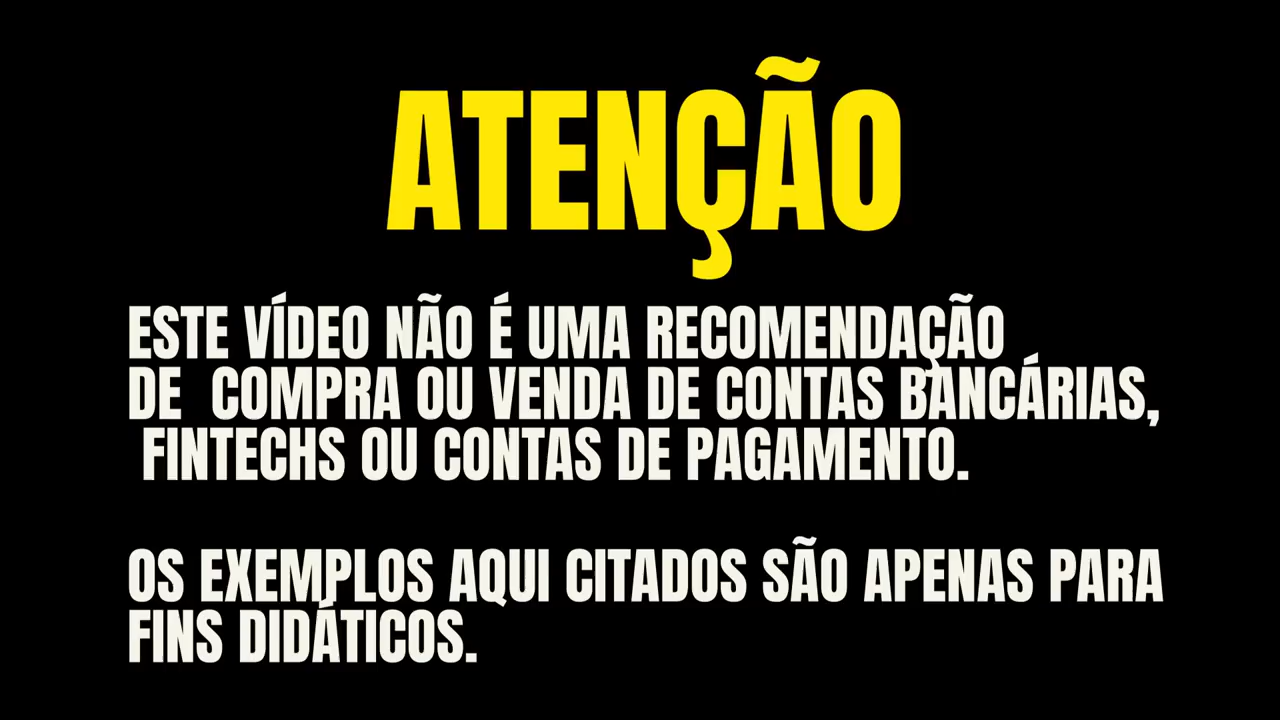 ATENÇÃO
ESTE VÍDEO NÃO É UMA RECOMENDAÇÃO
DE COMPRA OU VENDA DE CONTAS BANCÁRIAS,
FINTECHS OU CONTAS DE PAGAMENTO.
OS EXEMPLOS AQUI CITADOS SÃO APENAS PARA
FINS DIDÁTICOS.